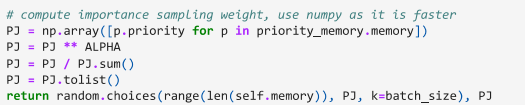 # compute importance sampling weight, use numpy as it is faster
PJ = np.array([p.priority for p in priority_memory.memory])
PJ = PJ ** ALPHA
PJ = PJ / PJ.sum()
PJ = PJ.tolist()
return random.choices(range(len(self.memory)), PJ, k=batch_size), PJ